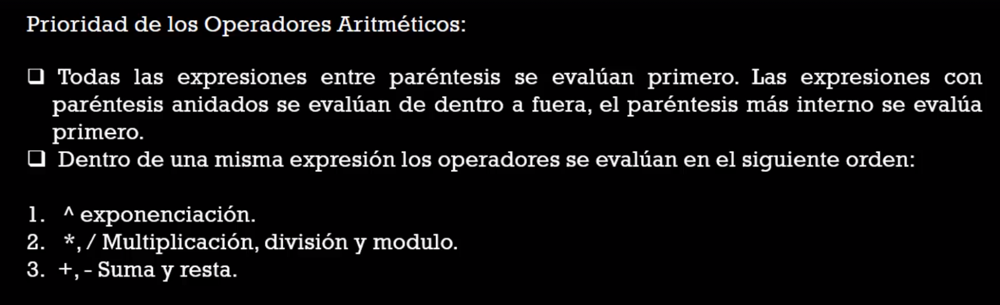 Prioridad de los Operadores Aritméticos:
❑ Todas las expresiones entre paréntesis se evalúan primero. Las expresiones con
paréntesis anidados se evalúan de dentro a fuera, el paréntesis más interno se evalúa
primero.
❑ Dentro de una misma expresión los operadores se evalúan en el siguiente orden:
1. ^ exponenciación.
2. *, / Multiplicación, división y modulo.
3. +, - Suma y resta.